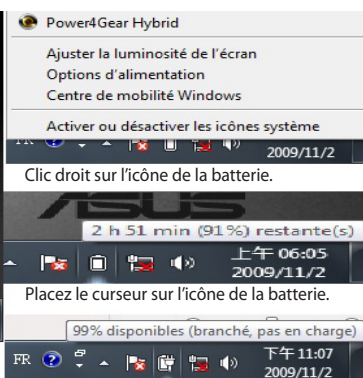 Power4Gear Hybrid
Ajuster la luminosité de l'écran
Options d'alimentation
Centre de mobilité Windows
Activer ou désactiver les icônes système
2009/11/2
Clic droit sur l'icône de la batterie.
ASUS
2 h 51 min (91%) restante(s)
上午 06:05
2009/11/2
Placez le curseur sur l'icône de la batterie.
99% disponibles (branché, pas en charge)
FR 下午 11:07
2009/11/2